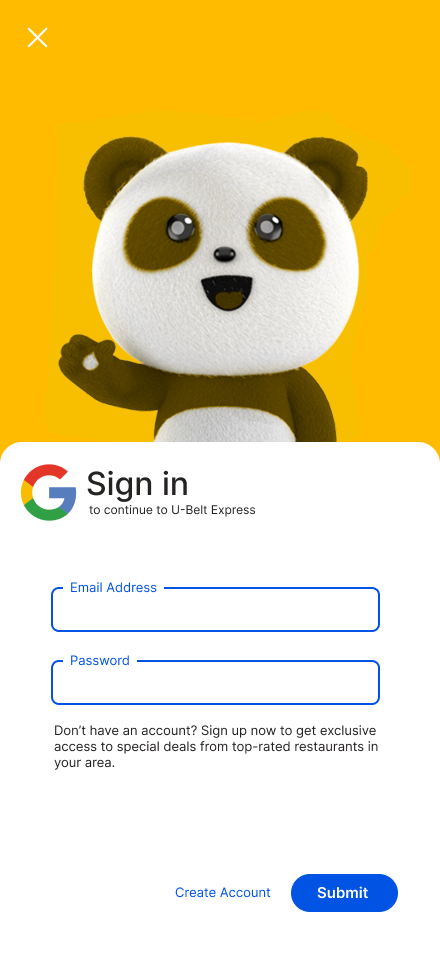 Sign in
to continue to U-Belt Express
Email Address
Password
Don’t have an account? Sign up now to get exclusive
access to special deals from top-rated restaurants in
your area.
Create Account
Submit